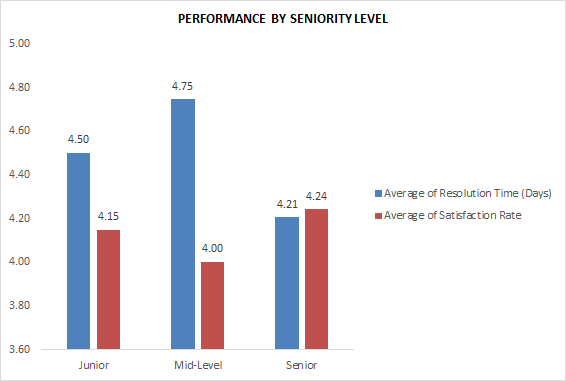 PERFORMANCE BY SENIORITY LEVEL
5.00
4.80
4.60
4.40
4.20
4.00
3.80
3.60
4.50
4.15
4.75
4.00
4.21
4.24
Junior
Mid-Level
Senior
Average of Resolution Time (Days)
Average of Satisfaction Rate